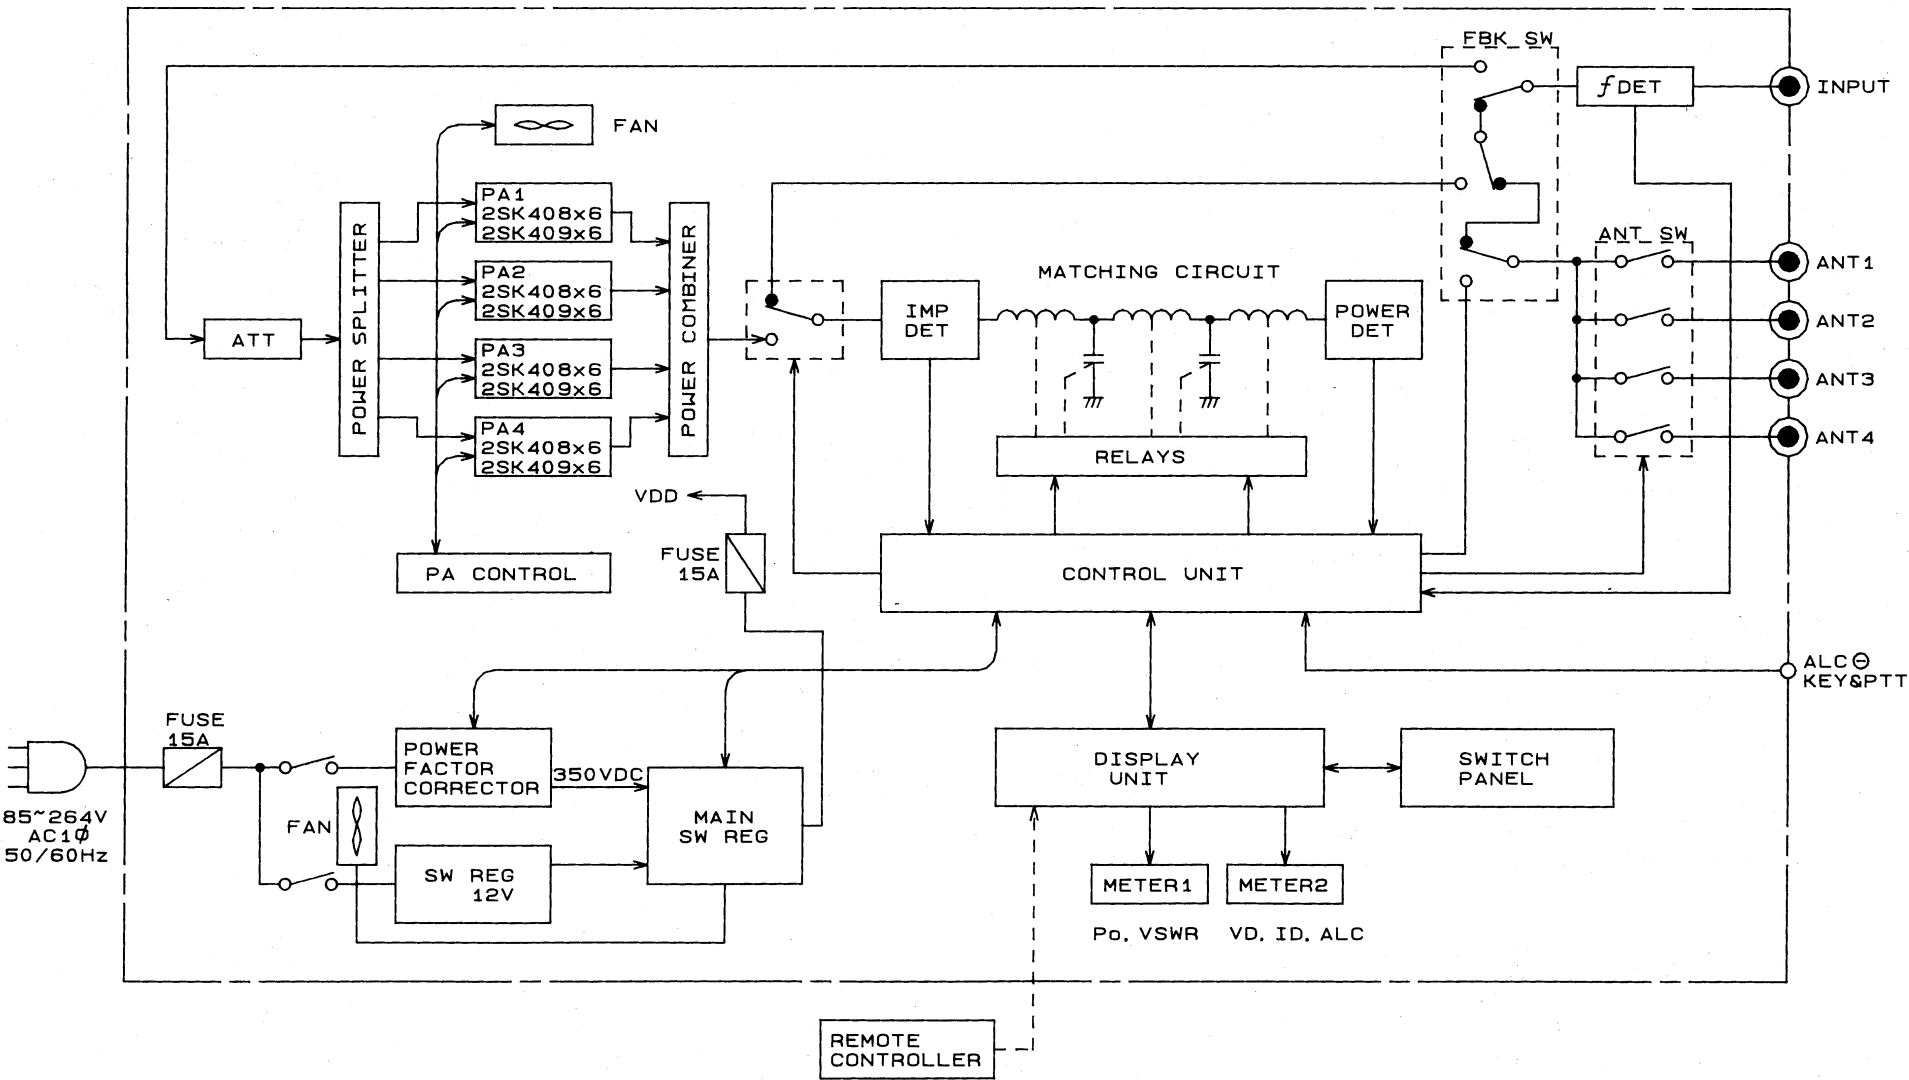 FBK SW
f DET
INPUT
FAN
PA1
2SK408x6
2SK409x6
POWER SPLITTER
POWER COMBINER
ANT SW
ANT1
PA2
2SK408x6
2SK409x6
MATCHING CIRCUIT
IMP
DET
POWER
DET
ANT2
ATT
PA3
2SK408x6
2SK409x6
ANT3
PA4
2SK408x6
2SK409x6
RELAYS
ANT4
VDD
FUSE
15A
PA CONTROL
CONTROL UNIT
ALC⊖
KEY&PTT
FUSE
15A
POWER
FACTOR
CORRECTOR
350VDC
DISPLAY
UNIT
SWITCH
PANEL
85~264V
AC1Ø
50/60Hz
FAN
MAIN
SW REG
SW REG
12V
METER1
METER2
Po, VSWR
VD, ID, ALC
REMOTE
CONTROLLER